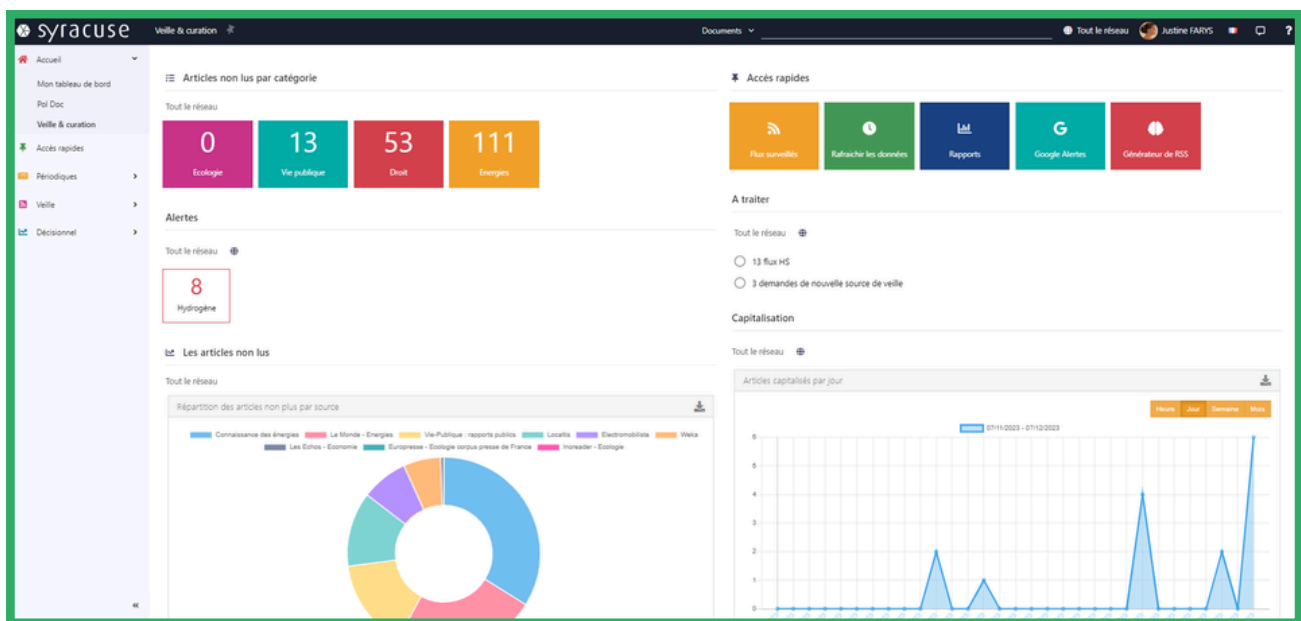 syracuse
Veille & curation
Documents
Tout le réseau
Justine FARYS
?
Accueil
Mon tableau de bord
Pol Doc
Veille & curation
Accès rapides
Périodiques
Veille
Décisionnel
«
Articles non lus par catégorie
Tout le réseau
0
Ecologie
13
Vie publique
53
Droit
111
Energies
Alertes
Tout le réseau
8
Hydrogène
Les articles non lus
Tout le réseau
Répartition des articles non plus par source
Connaissance des énergies Le Monde - Energies Vie-Publique : rapports publics Localtis Electromobiliste Weka
Les Echos - Economie Europresse - Ecologie corpus presse de France Inoreader - Ecologie
Accès rapides
Flux surveillés
Rafraichir les données
Rapports
Google Alertes
Générateur de RSS
A traiter
Tout le réseau
13 flux HS
3 demandes de nouvelle source de veille
Capitalisation
Tout le réseau
Articles capitalisés par jour
Heure Jour Semaine Mois
07/11/2023 - 07/12/2023
6
5
4
3
2
1
0